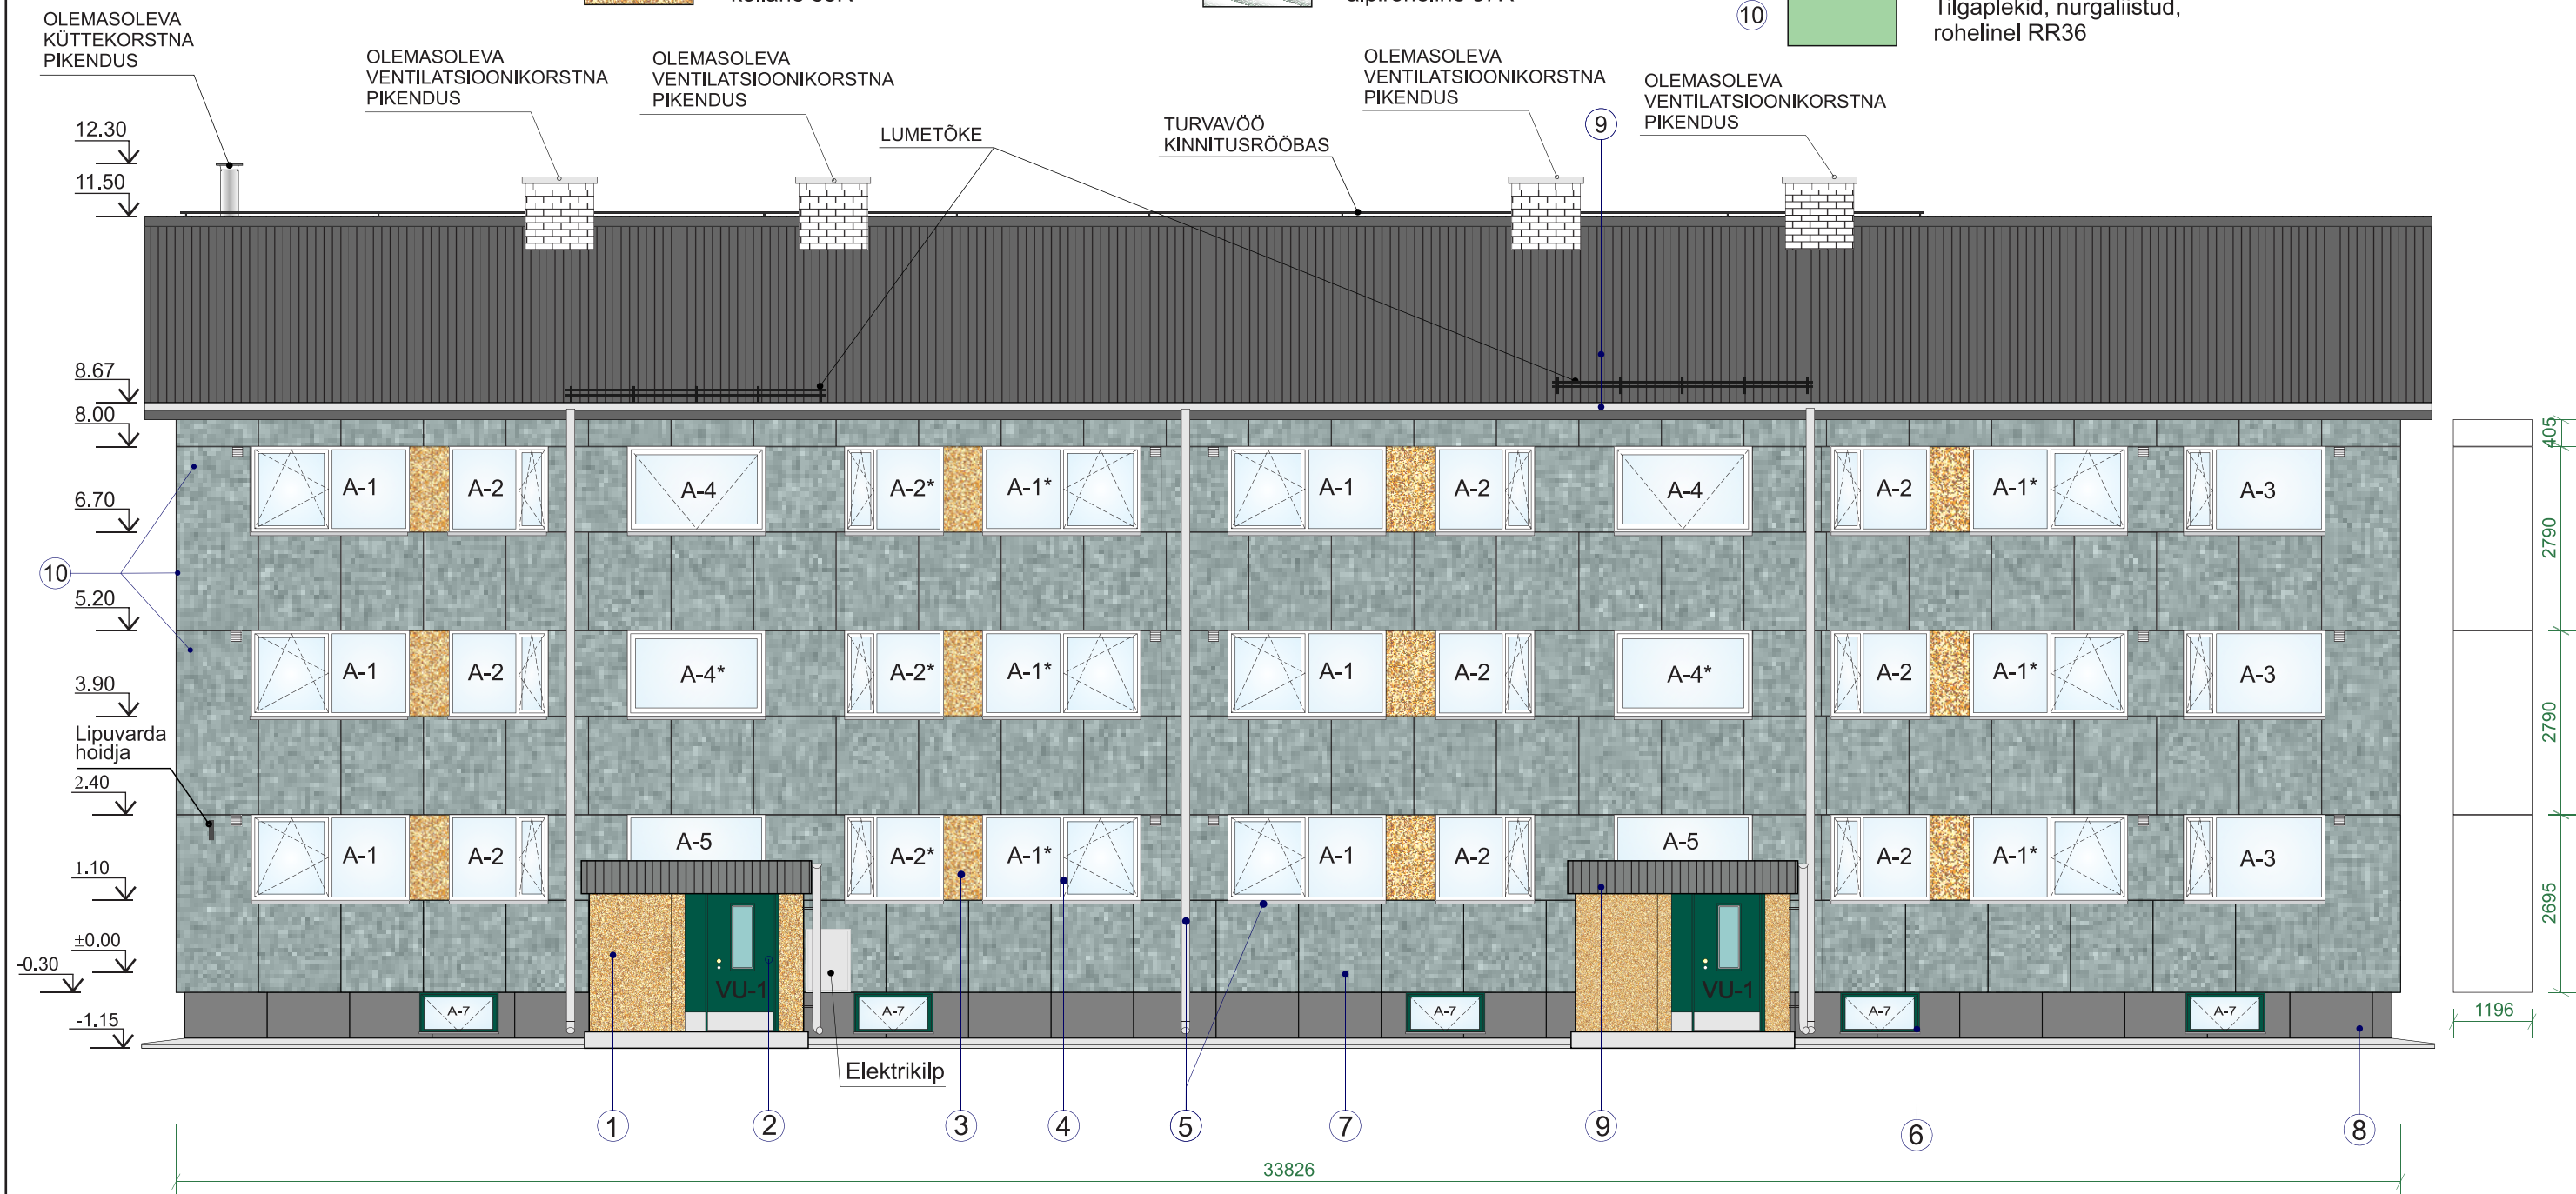 OLEMASOLEVA
KÜTTEKORSTNA
PIKENDUS
OLEMASOLEVA
VENTILATSIOONIKORSTNA
PIKENDUS
OLEMASOLEVA
VENTILATSIOONIKORSTNA
PIKENDUS
LUMETÕKE
TURVAVÖÖ
KINNITUSRÖÖBAS
OLEMASOLEVA
VENTILATSIOONIKORSTNA
PIKENDUS
OLEMASOLEVA
VENTILATSIOONIKORSTNA
PIKENDUS
10
Tilgaplekid, nurgaliistud,
rohelinel RR36
9
12.30
11.50
8.67
8.00
6.70
5.20
3.90
Lipuvarda
hoidja
2.40
1.10
±0.00
-0.30
-1.15
10
A-1 A-2 A-4 A-2* A-1* A-1 A-2 A-4 A-2 A-1* A-3
A-1 A-2 A-4* A-2* A-1* A-1 A-2 A-4* A-2 A-1* A-3
A-1 A-2 A-5 A-2* A-1* A-1 A-2 A-5 A-2 A-1* A-3
VU-1 VU-1
A-7 A-7 A-7 A-7 A-7
Elektrikilp
405
2790
2790
2695
1196
1 2 3 4 5 7 9 6 8
33826